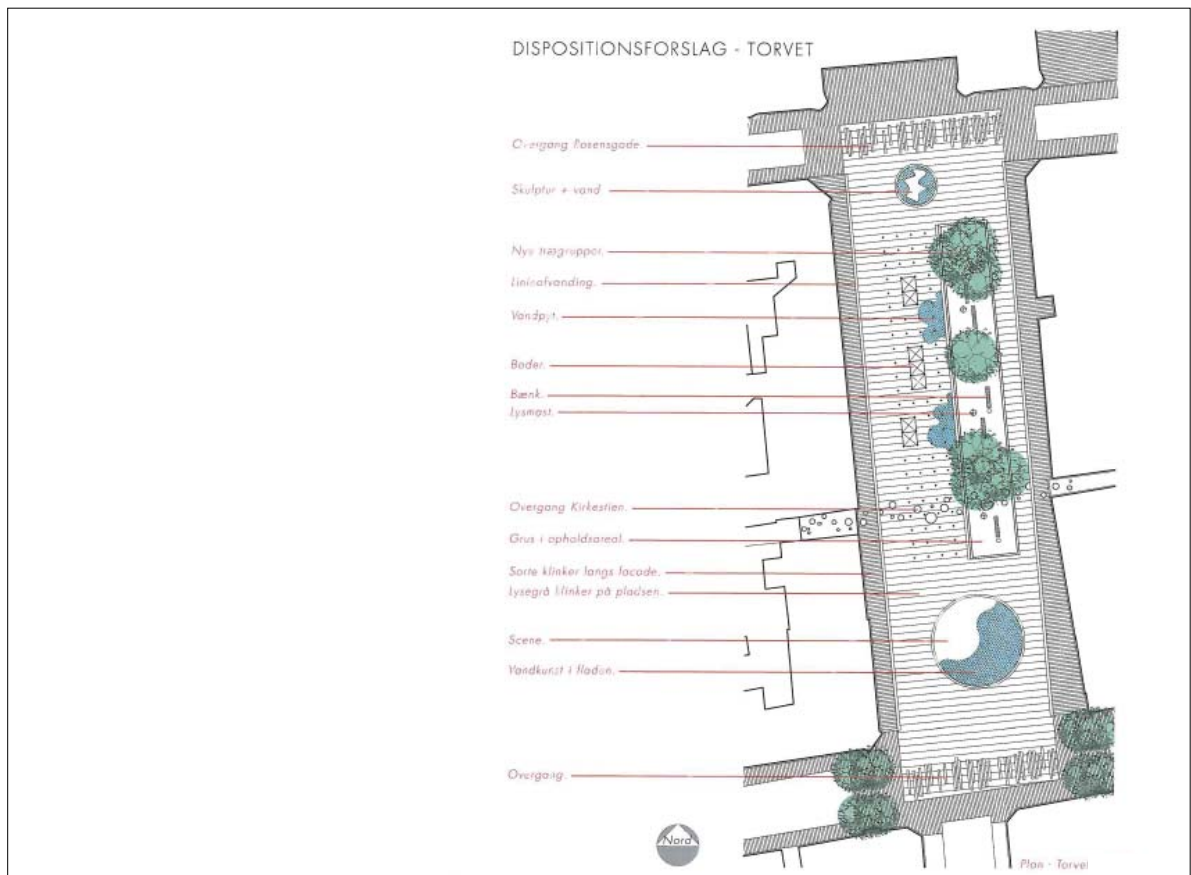 DISPOSITIONSFORSLAG - TORVET
Overgang Rosensgade.
Skulptur + vand
Nye trægrupper.
Linieafvanding.
Vandpyt.
Boder.
Bænk.
Lysmast.
Overgang Kirkestien.
Grus i opholdsareal.
Sorte klinker langs facade.
Lysegrå klinker på pladsen.
Scene.
Vandkunst i fladen.
Overgang.
Nord
Plan - Torvet